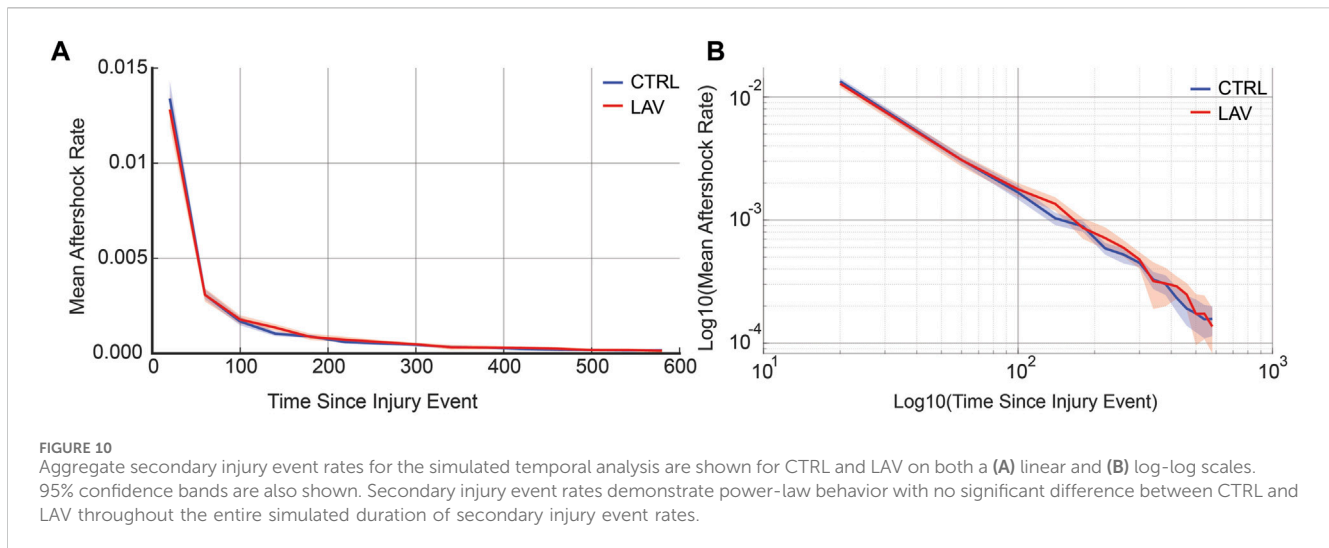 A
0.015
0.01
0.005
0.000
0 100 200 300 400 500 600
Mean Aftershock Rate
Time Since Injury Event
CTRL
LAV
B
10-2
10-3
10-4
101 102 103
Log10(Mean Aftershock Rate)
Log10(Time Since Injury Event)
CTRL
LAV
FIGURE 10
Aggregate secondary injury event rates for the simulated temporal analysis are shown for CTRL and LAV on both a (A) linear and (B) log-log scales.
95% confidence bands are also shown. Secondary injury event rates demonstrate power-law behavior with no significant difference between CTRL and
LAV throughout the entire simulated duration of secondary injury event rates.